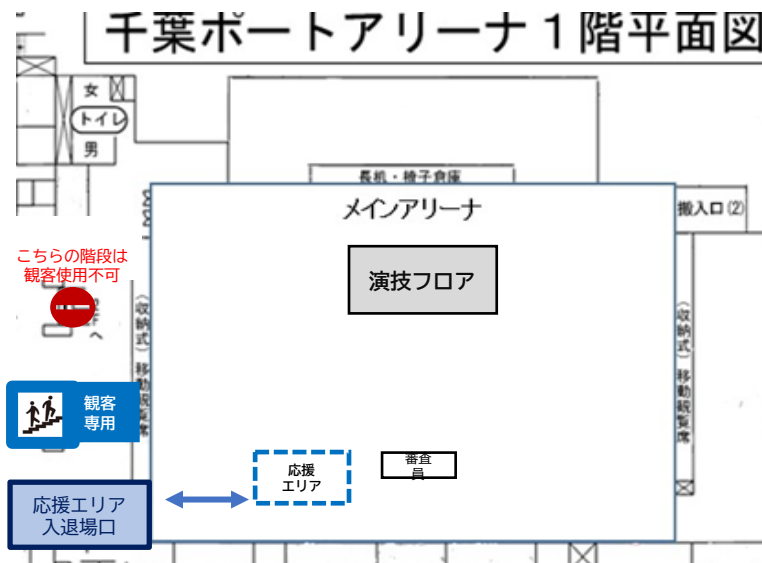 千葉ポートアリーナ１階平面図
女
トイレ
男
長机・椅子倉庫
メインアリーナ
搬入口(2)
こちらの階段は
観客使用不可
演技フロア
へ
(収納式)移動観覧席
(収納式)移動観覧席
観客
専用
応援
エリア
審査
員
応援エリア
入退場口